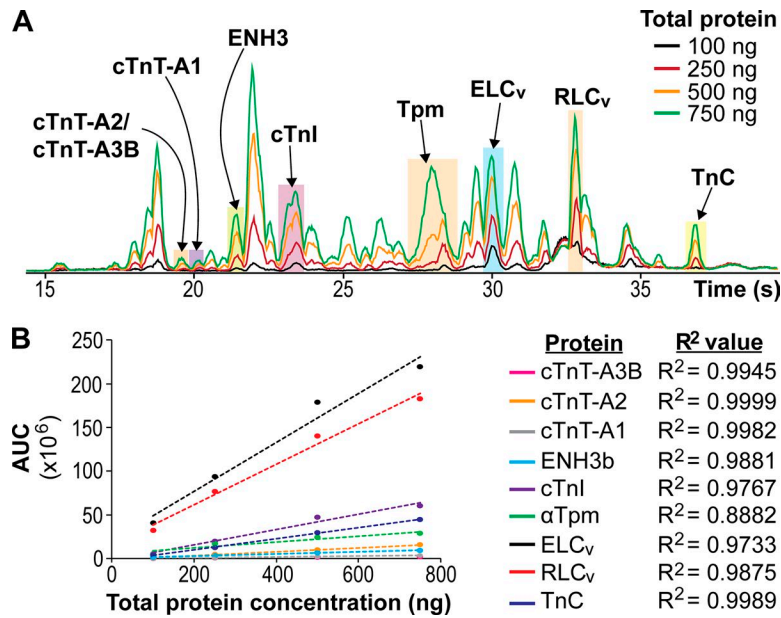 A
Total protein
100 ng
250 ng
500 ng
750 ng
ENH3
cTnT-A1
cTnT-A2/
cTnT-A3B
cTnI
Tpm
ELCv
RLCv
TnC
15 20 25 30 35 Time (s)
B
250
200
150
100
50
0
AUC
(x10⁶)
0 200 400 600 800
Total protein concentration (ng)
Protein R² value
cTnT-A3B R² = 0.9945
cTnT-A2 R² = 0.9999
cTnT-A1 R² = 0.9982
ENH3b R² = 0.9881
cTnI R² = 0.9767
αTpm R² = 0.8882
ELCv R² = 0.9733
RLCv R² = 0.9875
TnC R² = 0.9989